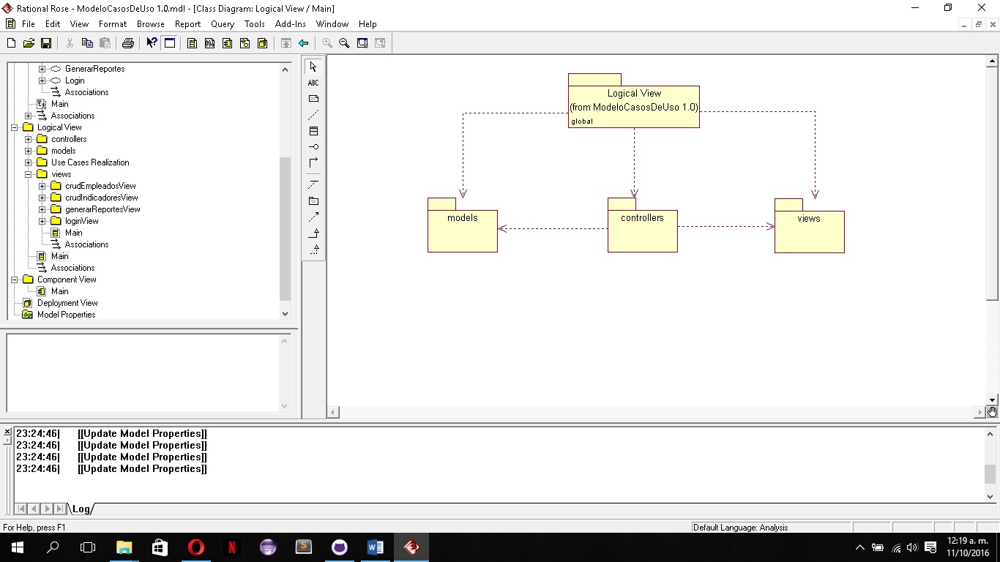 Rational Rose - ModeloCasosDeUso 1.0.mdl - [Class Diagram: Logical View / Main]
File Edit View Format Browse Report Query Tools Add-Ins Window Help
GenerarReportes
Login
Associations
Main
Associations
Logical View
controllers
models
Use Cases Realization
views
crudEmpleadosView
crudIndicadoresView
generarReportesView
loginView
Main
Associations
Main
Associations
Component View
Main
Deployment View
Model Properties
ABC
Logical View
(from ModeloCasosDeUso 1.0)
global
models
controllers
views
23:24:46| [[Update Model Properties]]
23:24:46| [[Update Model Properties]]
23:24:46| [[Update Model Properties]]
23:24:46| [[Update Model Properties]]
Log
For Help, press F1
Default Language: Analysis
12:19 a. m.
11/10/2016